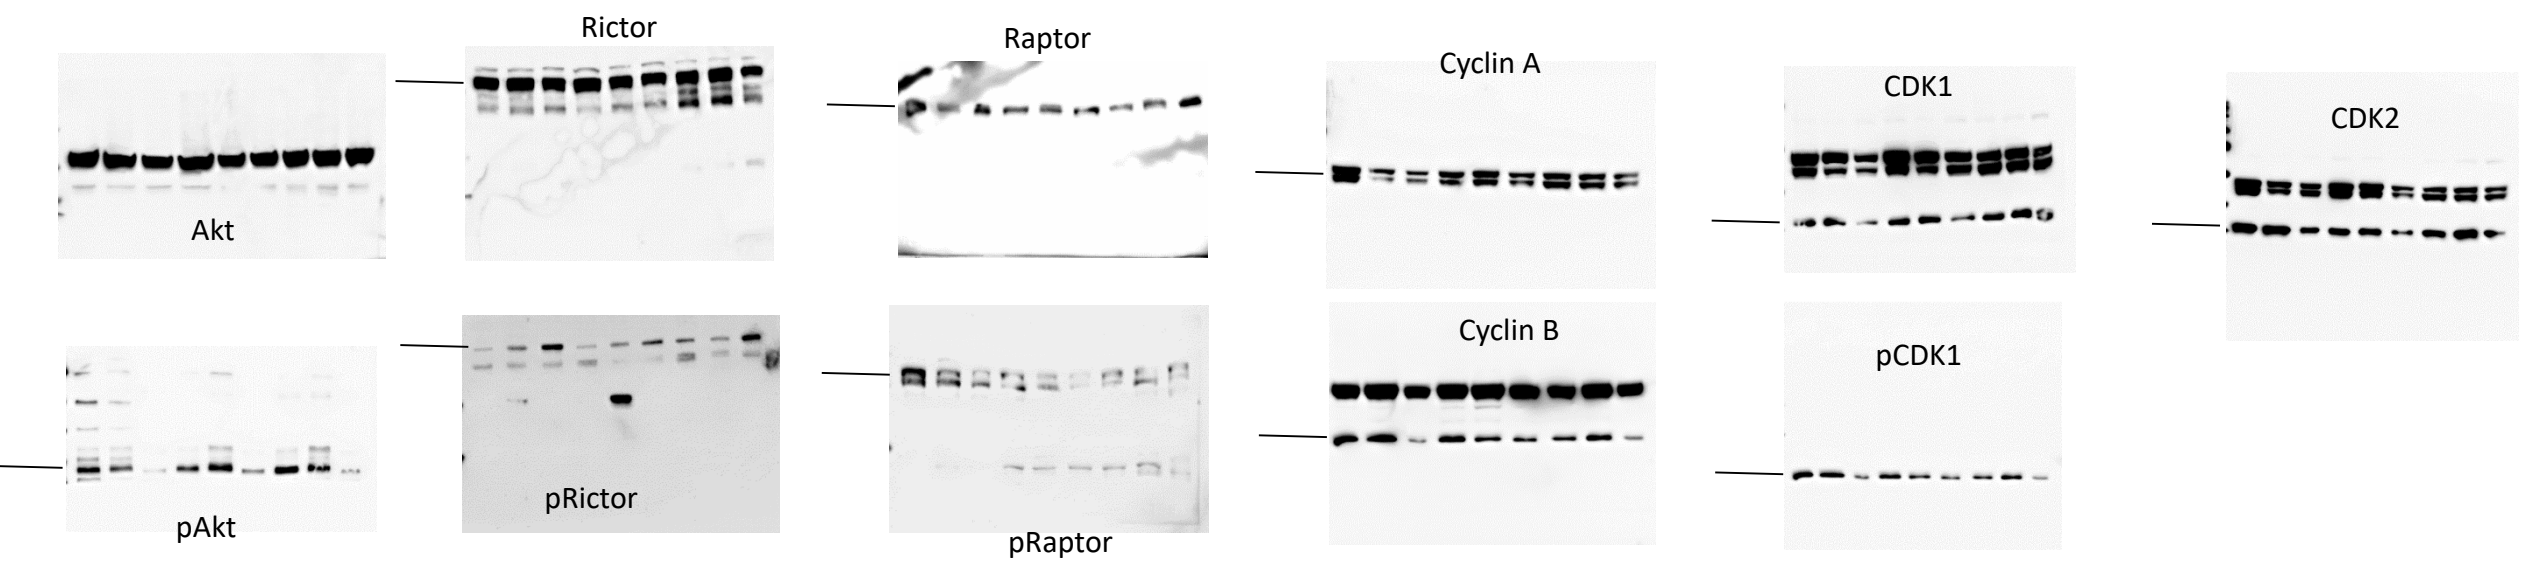 Rictor
Raptor
Cyclin A
CDK1
CDK2
Akt
Cyclin B
pCDK1
pRictor
pAkt
pRaptor